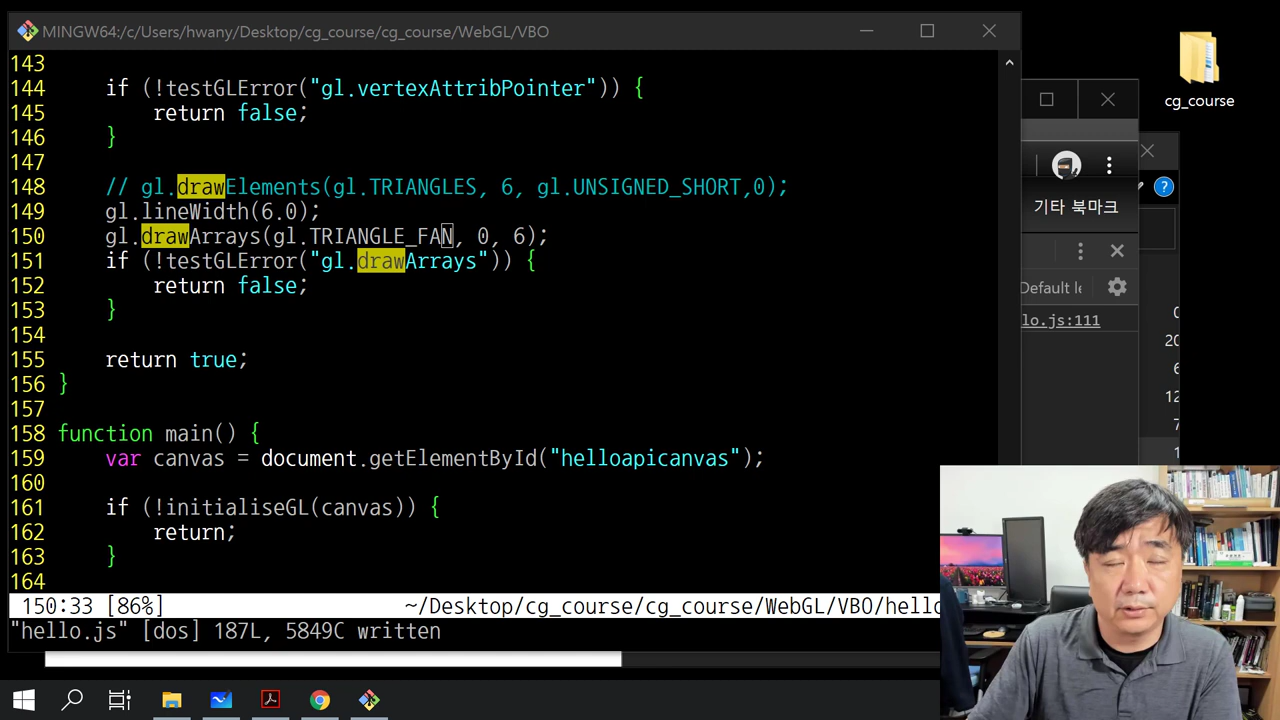 MINGW64:/c/Users/hwany/Desktop/cg_course/cg_course/WebGL/VBO
143
144 if (!testGLError("gl.vertexAttribPointer")) {
145 return false;
146 }
147
148 // gl.drawElements(gl.TRIANGLES, 6, gl.UNSIGNED_SHORT,0);
149 gl.lineWidth(6.0);
150 gl.drawArrays(gl.TRIANGLE_FAN, 0, 6);
151 if (!testGLError("gl.drawArrays")) {
152 return false;
153 }
154
155 return true;
156 }
157
158 function main() {
159 var canvas = document.getElementById("helloapicanvas");
160
161 if (!initialiseGL(canvas)) {
162 return;
163 }
164
150:33 [86%] ~/Desktop/cg_course/cg_course/WebGL/VBO/hello
"hello.js" [dos] 187L, 5849C written
cg_course
기타 북마크
Default le
lo.js:111
20
6
12
7